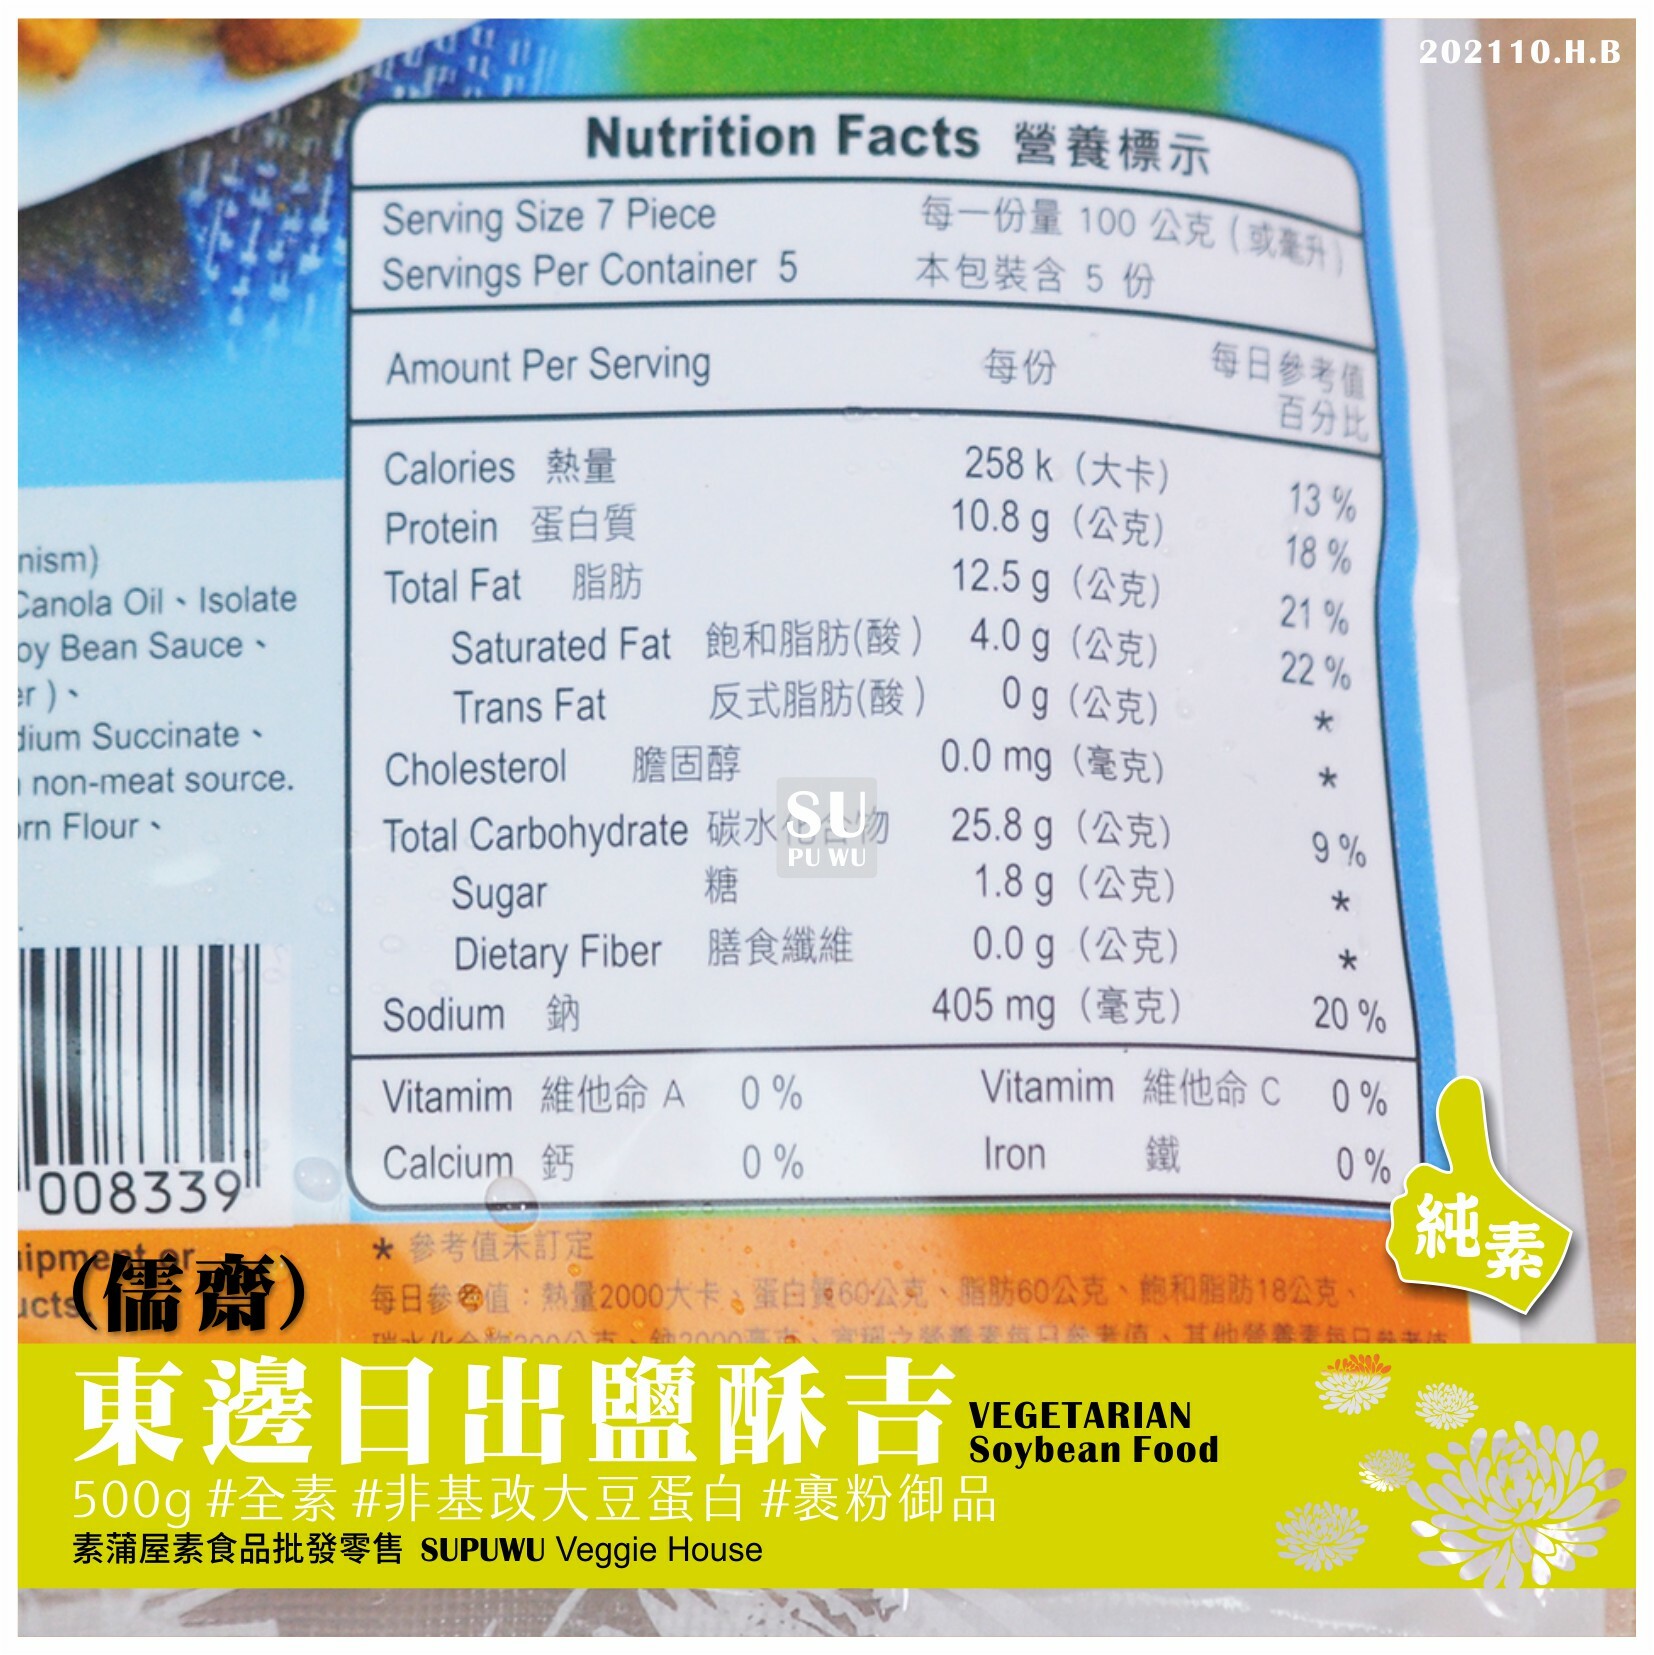 202110.H.B
Nutrition Facts 營養標示
Serving Size 7 Piece 每一份量 100 公克(或毫升)
Servings Per Container 5 本包裝含 5 份
Amount Per Serving 每份 每日參考值
百分比
Calories 熱量 258 k (大卡) 13 %
Protein 蛋白質 10.8 g (公克) 18 %
Total Fat 脂肪 12.5 g (公克) 21 %
Saturated Fat 飽和脂肪(酸) 4.0 g (公克) 22 %
Trans Fat 反式脂肪(酸) 0 g (公克) *
Cholesterol 膽固醇 0.0 mg (毫克) *
Total Carbohydrate 碳水化合物 25.8 g (公克) 9 %
Sugar 糖 1.8 g (公克) *
Dietary Fiber 膳食纖維 0.0 g (公克) *
Sodium 鈉 405 mg (毫克) 20 %
Vitamim 維他命 A 0 % Vitamim 維他命 C 0 %
Calcium 鈣 0 % Iron 鐵 0 %
SU
PU WU
nism)
Canola Oil、Isolate
oy Bean Sauce、
er)、
dium Succinate、
non-meat source.
rn Flour、
008339
* 參考值未訂定
每日參考值：熱量2000大卡、蛋白質60公克、脂肪60公克、飽和脂肪18公克、
純素
(儒齋)
東邊日出鹽酥吉
VEGETARIAN
Soybean Food
500g #全素 #非基改大豆蛋白 #裹粉御品
素蒲屋素食品批發零售 SUPUWU Veggie House